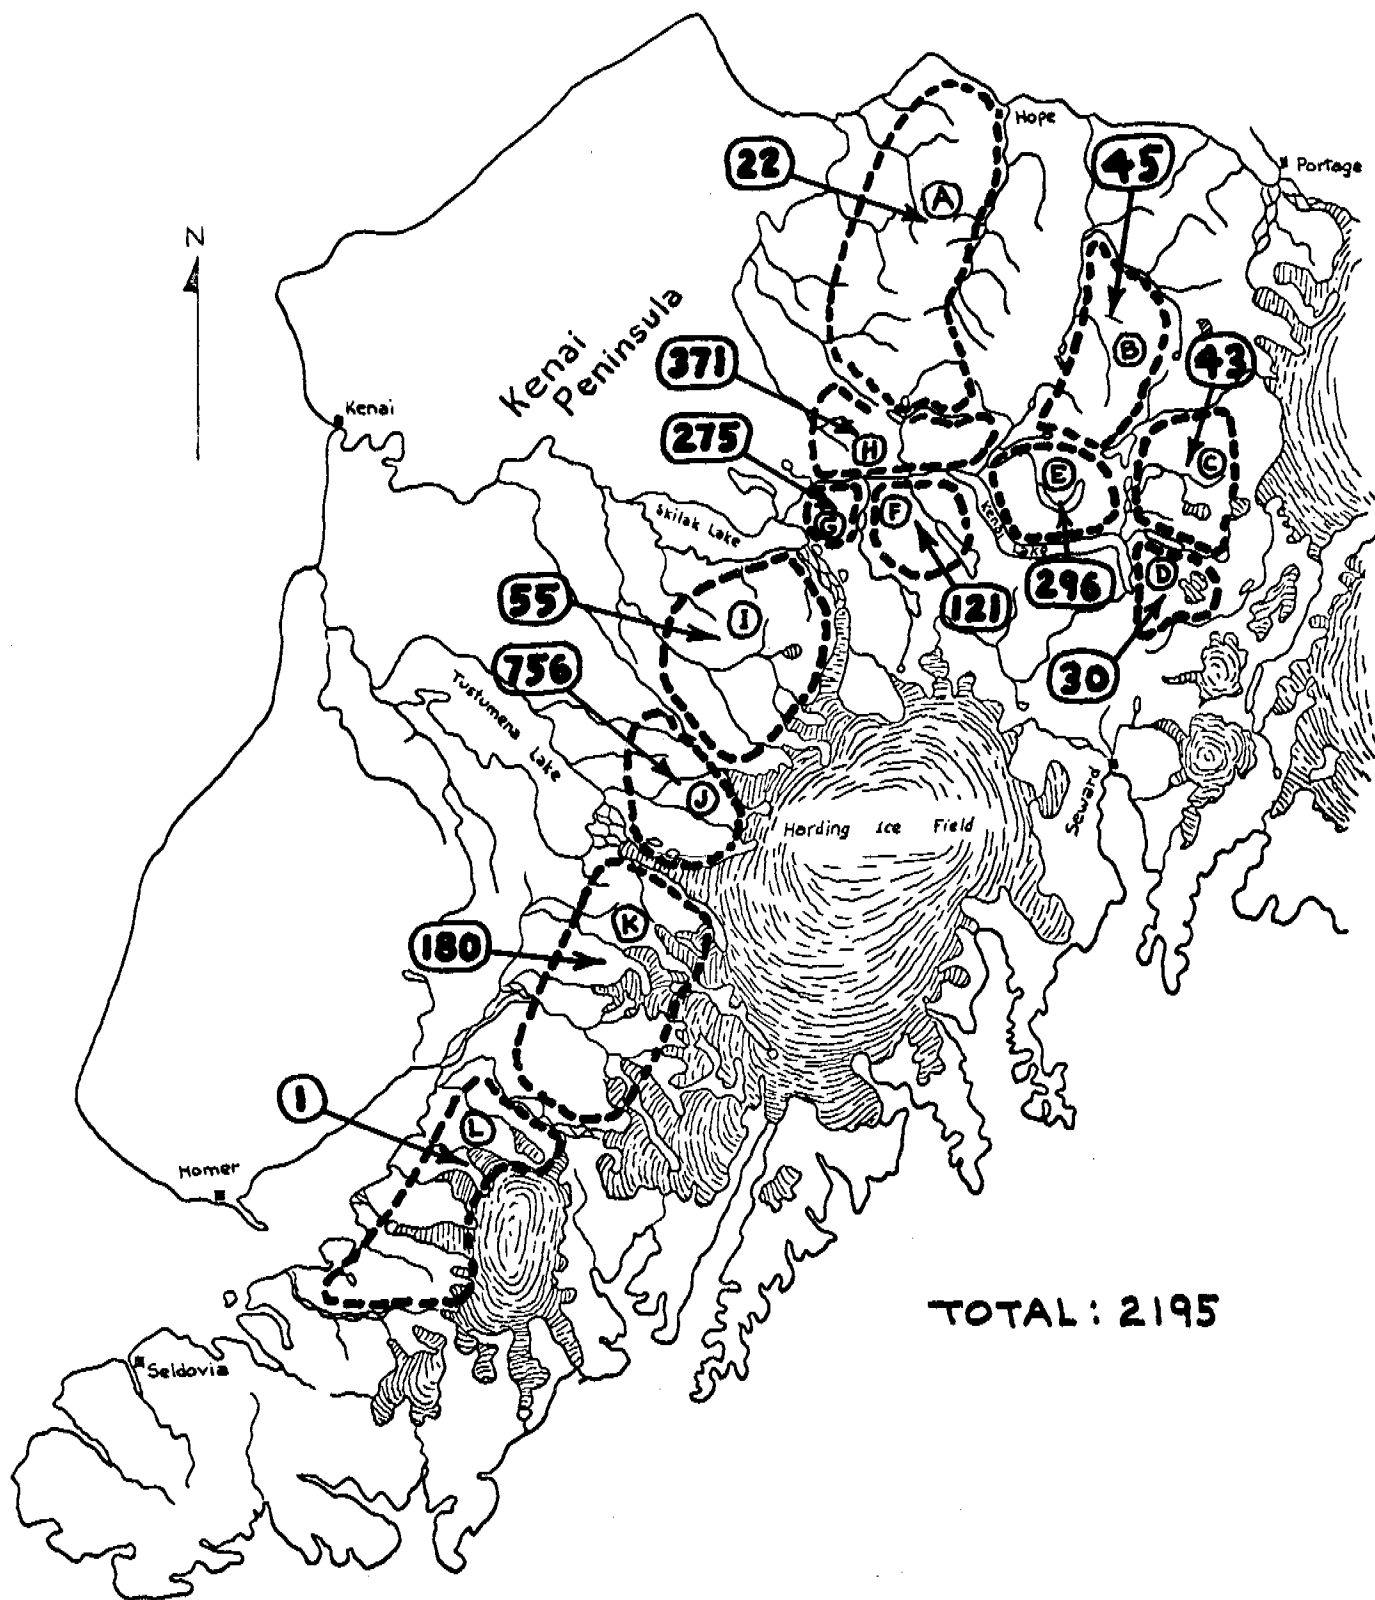 Hope
Portage
22
45
A
N
Kenai
Peninsula
B
371
43
Kenai
275
H
C
E
G
F
Skilak Lake
Kenai Lake
D
55
296
121
I
30
756
Tustumena Lake
J
Seward
Harding Ice Field
K
180
1
L
Homer
TOTAL: 2195
Seldovia